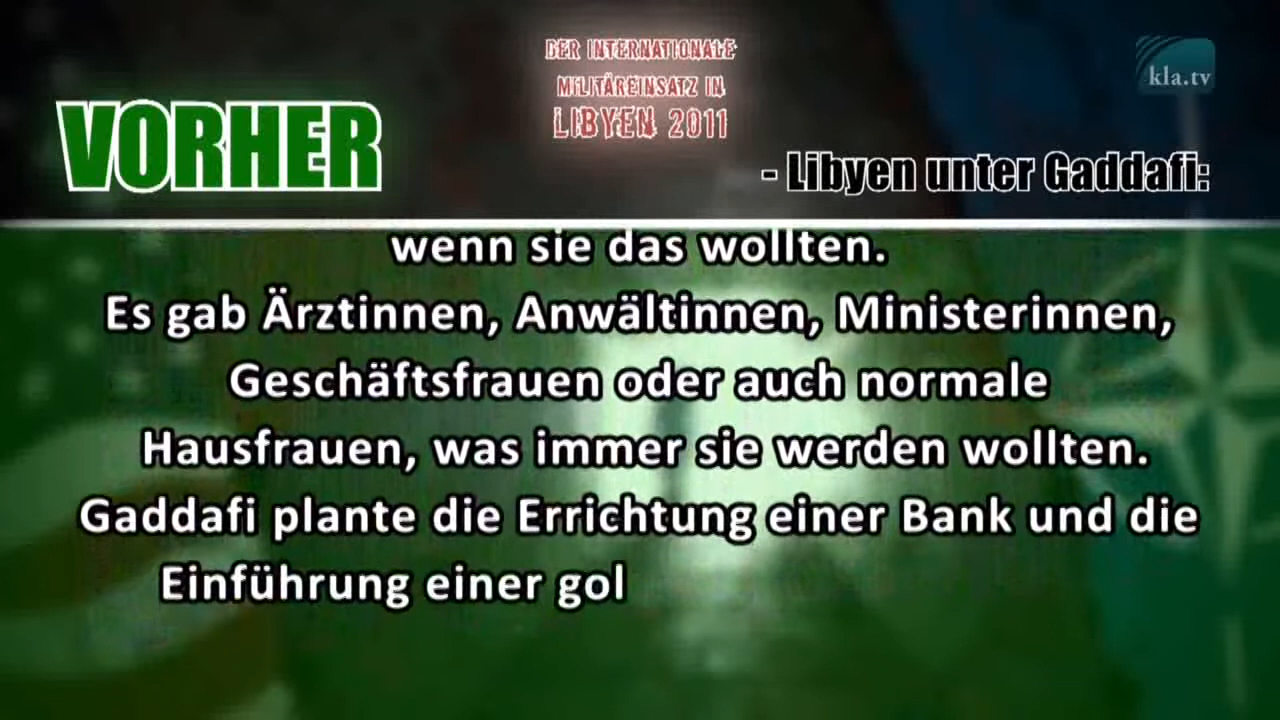 DER INTERNATIONALE
MILITÄREINSATZ IN
LIBYEN 2011
kla.tv
VORHER
- Libyen unter Gaddafi:
wenn sie das wollten.
Es gab Ärztinnen, Anwältinnen, Ministerinnen,
Geschäftsfrauen oder auch normale
Hausfrauen, was immer sie werden wollten.
Gaddafi plante die Errichtung einer Bank und die
Einführung einer gol